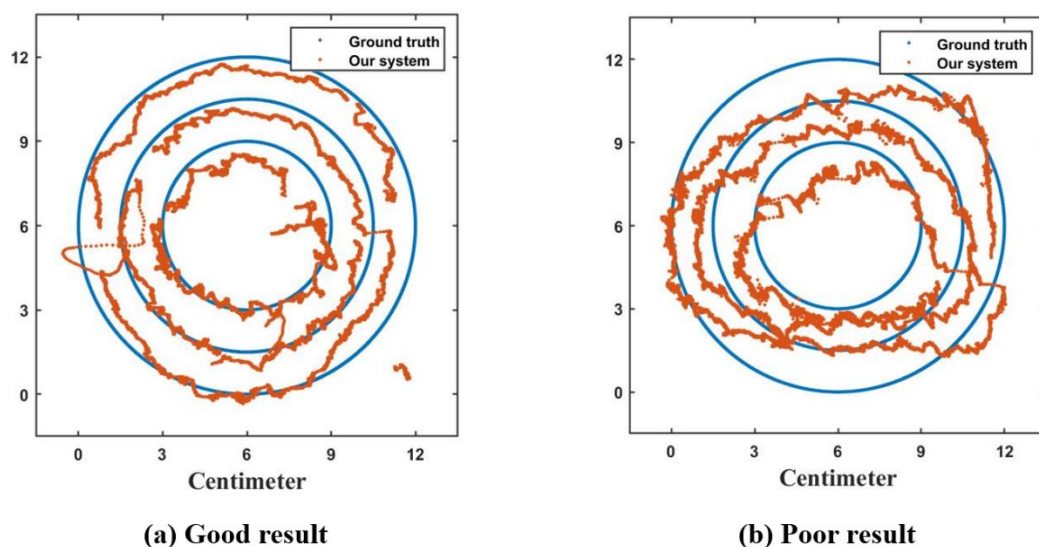 Ground truth
Our system
12
9
6
3
0
0 3 6 9 12
Centimeter
(a) Good result
Ground truth
Our system
12
9
6
3
0
0 3 6 9 12
Centimeter
(b) Poor result